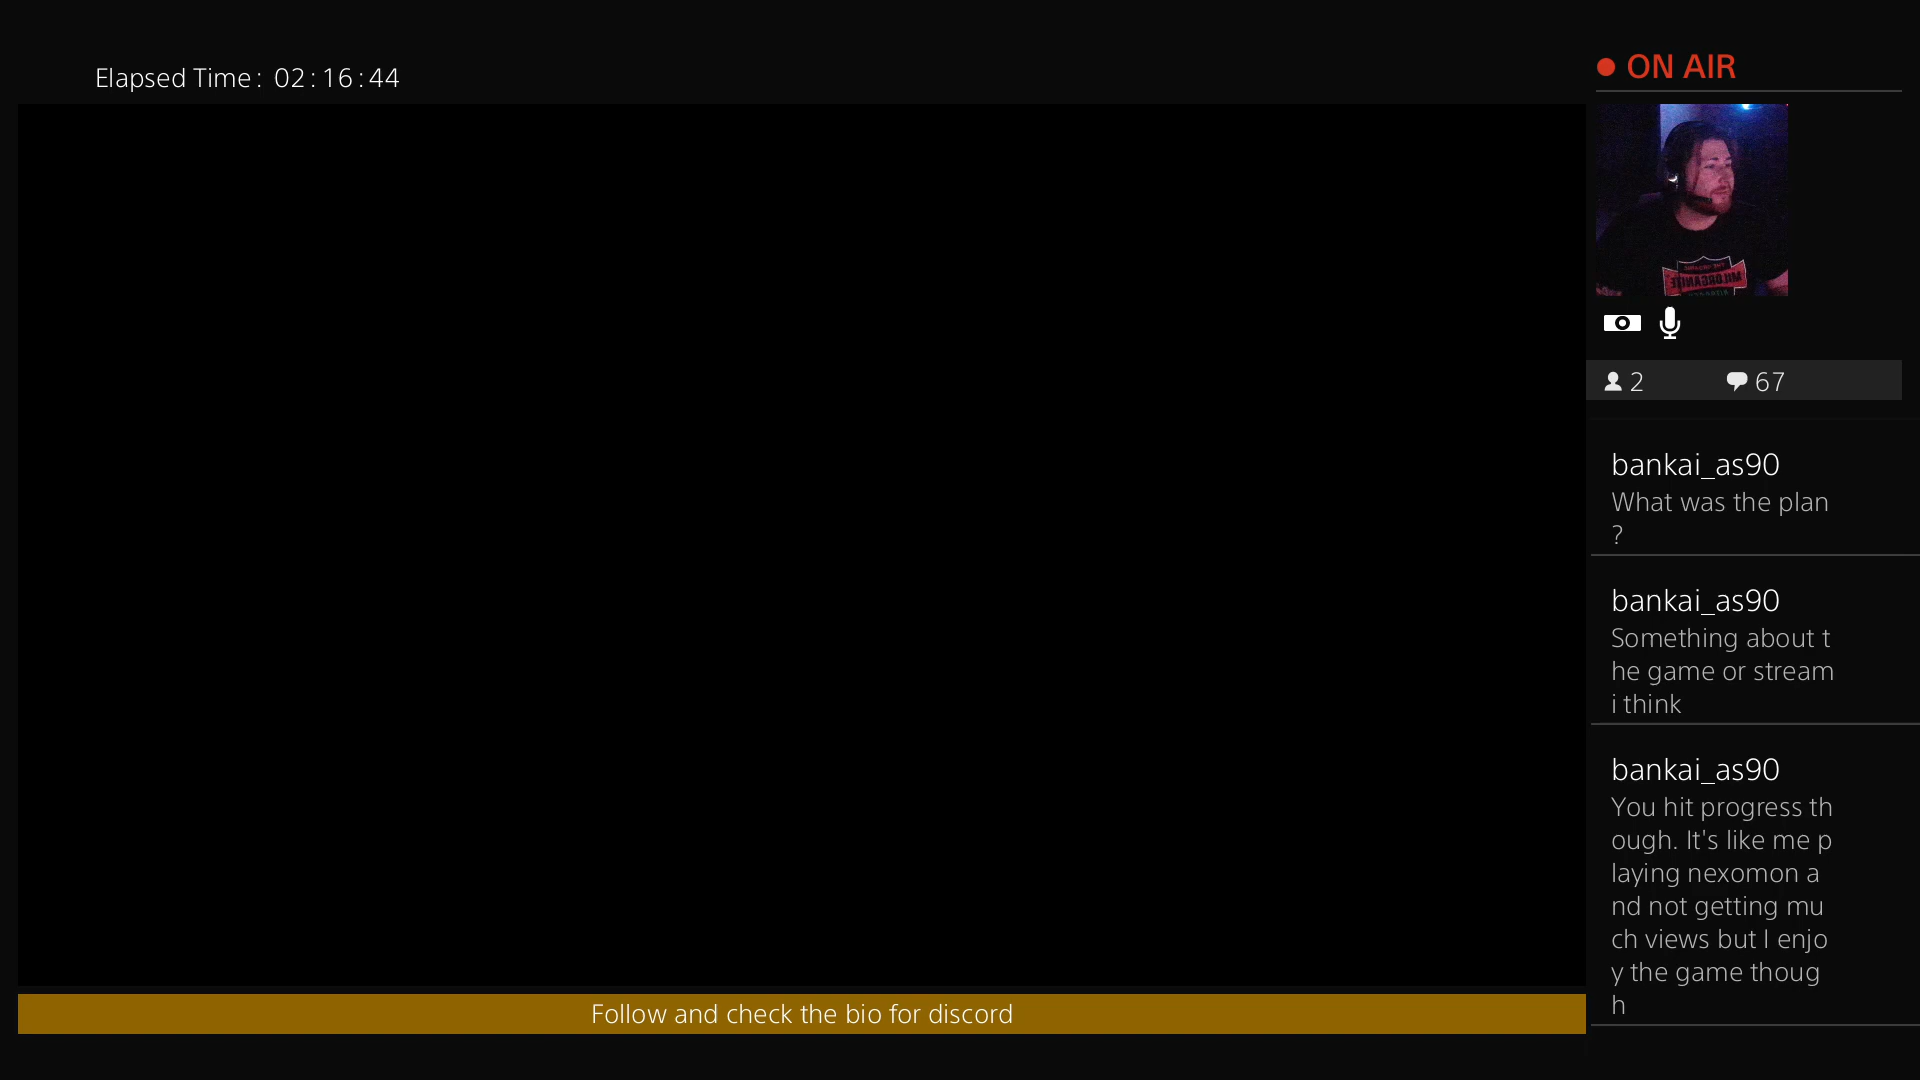 Elapsed Time: 02:16:44
ON AIR
2
67
bankai_as90
What was the plan
?
bankai_as90
Something about t
he game or stream
i think
bankai_as90
You hit progress th
ough. It's like me p
laying nexomon a
nd not getting mu
ch views but I enjo
y the game thoug
h
Follow and check the bio for discord